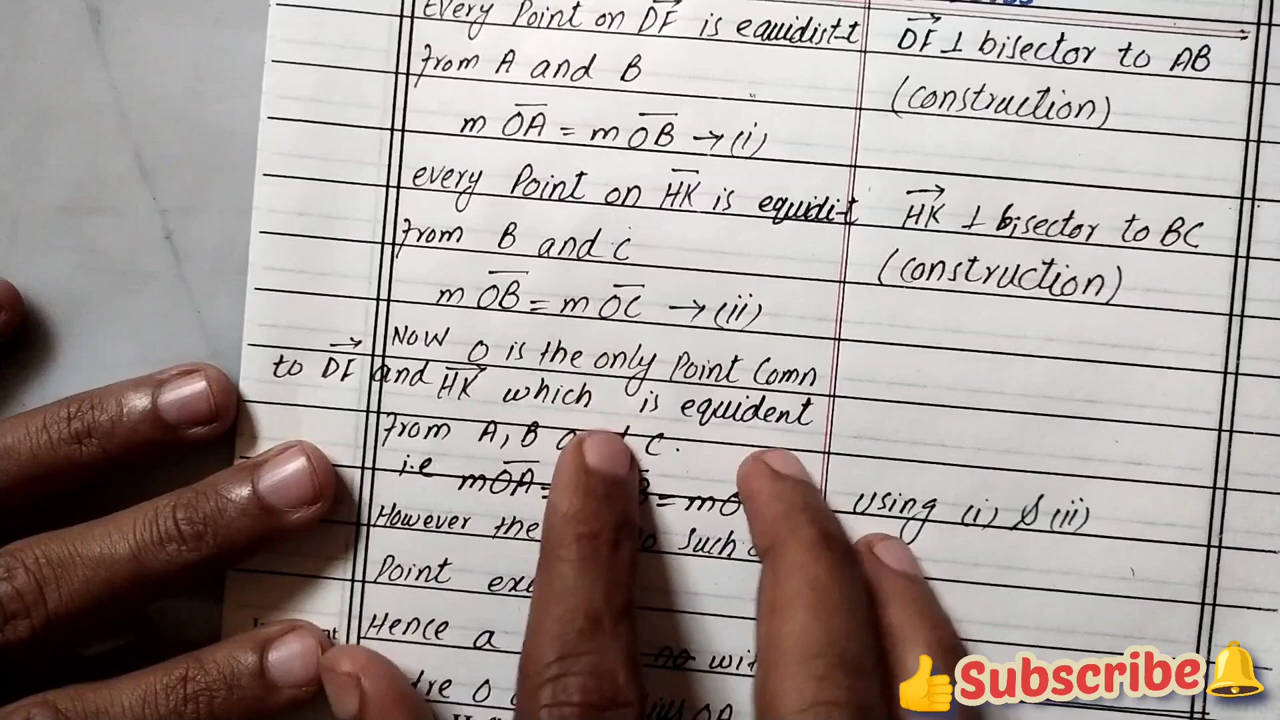 Every Point on DF is equidist-t
DF ⊥ bisector to AB
from A and B
(construction)
m OA = m OB → (i)
every Point on HK is equidi-t
HK ⊥ bisector to BC
from B and C
(construction)
m OB = m OC → (ii)
Now O is the only Point Comn
to DF and HK which is equident
from A, B C.
i.e mOA = = m
Using (i) & (ii)
However the such
Point
Hence a
O OA
Subscribe